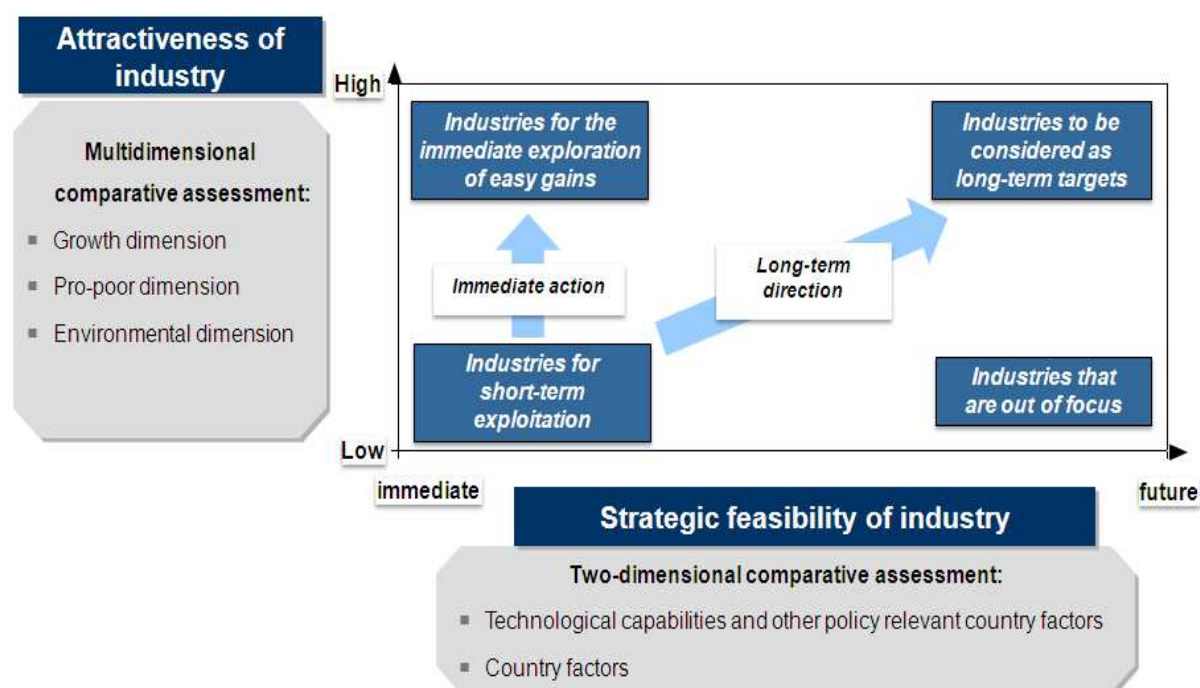 Attractiveness of
industry
Multidimensional
comparative assessment:
▪ Growth dimension
▪ Pro-poor dimension
▪ Environmental dimension
High
Industries for the
immediate exploration
of easy gains
Industries to be
considered as
long-term targets
Immediate action
Long-term
direction
Industries for
short-term
exploitation
Industries that
are out of focus
Low
immediate
future
Strategic feasibility of industry
Two-dimensional comparative assessment:
▪ Technological capabilities and other policy relevant country factors
▪ Country factors